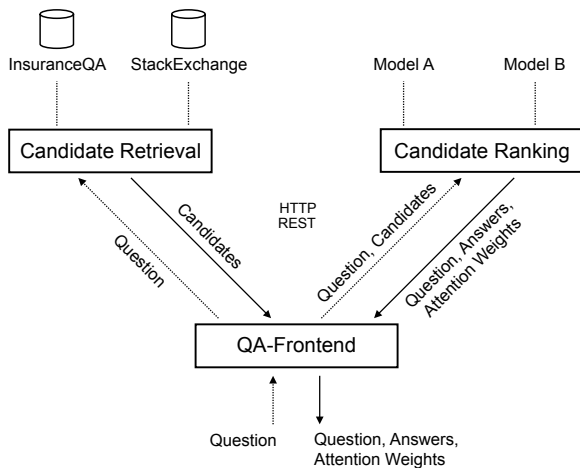 InsuranceQA
StackExchange
Model A
Model B
Candidate Retrieval
Candidate Ranking
Question
Candidates
HTTP
REST
Question, Candidates
Question, Answers,
Attention Weights
QA-Frontend
Question
Question, Answers,
Attention Weights